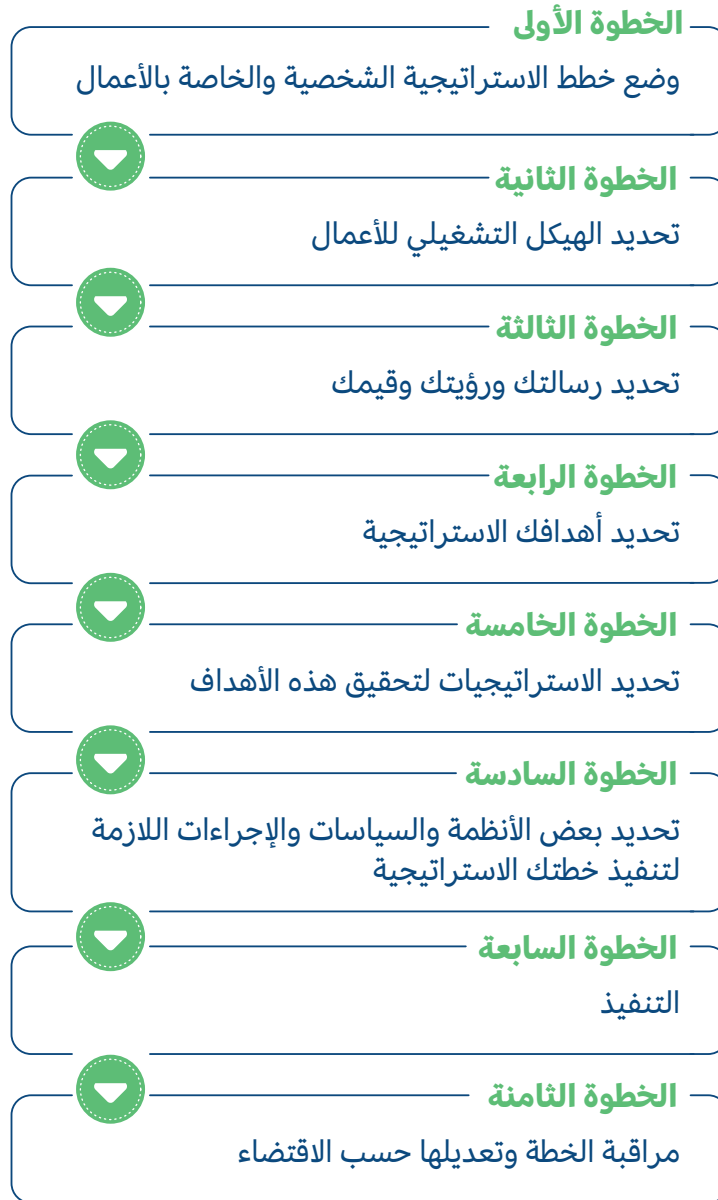 الخطوة الأولى
وضع خطط الاستراتيجية الشخصية والخاصة بالأعمال
الخطوة الثانية
تحديد الهيكل التشغيلي للأعمال
الخطوة الثالثة
تحديد رسالتك ورؤيتك وقيمك
الخطوة الرابعة
تحديد أهدافك الاستراتيجية
الخطوة الخامسة
تحديد الاستراتيجيات لتحقيق هذه الأهداف
الخطوة السادسة
تحديد بعض الأنظمة والسياسات والإجراءات اللازمة
لتنفيذ خطتك الاستراتيجية
الخطوة السابعة
التنفيذ
الخطوة الثامنة
مراقبة الخطة وتعديلها حسب الاقتضاء